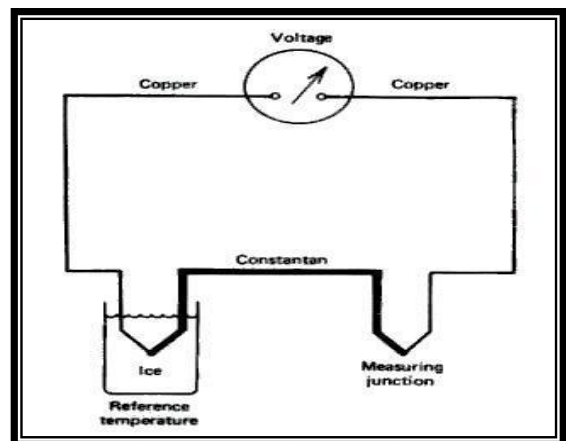 Voltage
Copper
Copper
Constantan
Ice
Measuring
junction
Reference
temperature